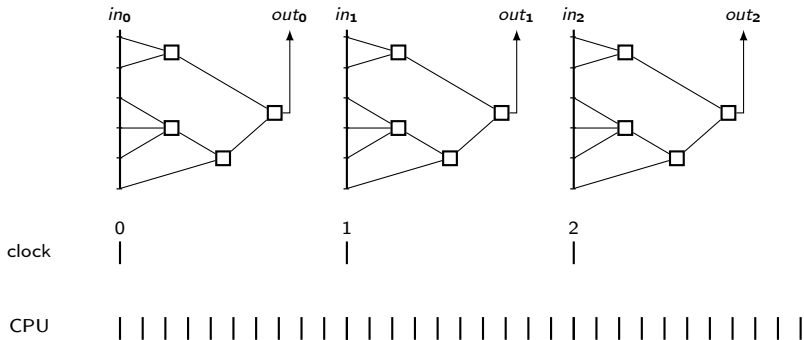 in₀ out₀ in₁ out₁ in₂ out₂
0 1 2
clock
CPU